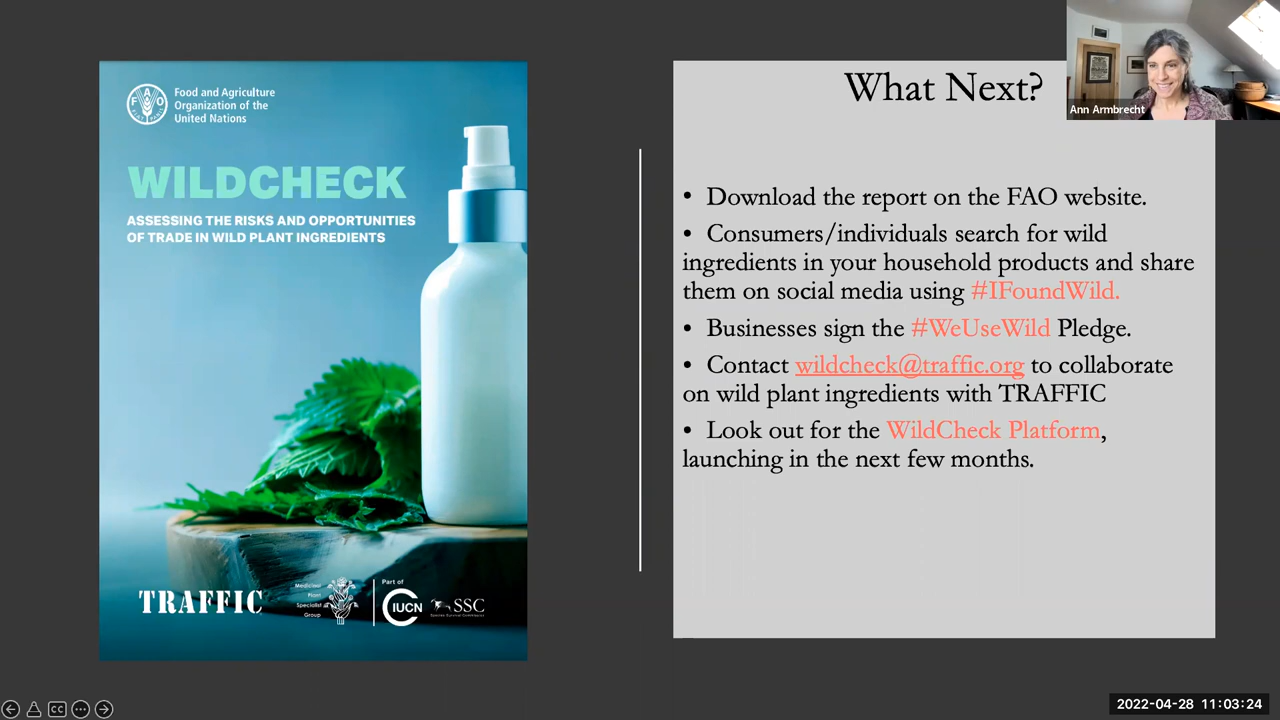 Food and Agriculture
Organization of the
United Nations
FAO
WILDCHECK
ASSESSING THE RISKS AND OPPORTUNITIES
OF TRADE IN WILD PLANT INGREDIENTS
TRAFFIC
Medicinal
Plant
Specialist
Group
Part of
IUCN
SSC
Species Survival Commission
What Next?
• Download the report on the FAO website.
• Consumers/individuals search for wild
ingredients in your household products and share
them on social media using #IFoundWild.
• Businesses sign the #WeUseWild Pledge.
• Contact wildcheck@traffic.org to collaborate
on wild plant ingredients with TRAFFIC
• Look out for the WildCheck Platform,
launching in the next few months.
Ann Armbrecht
CC
2022-04-28 11:03:24